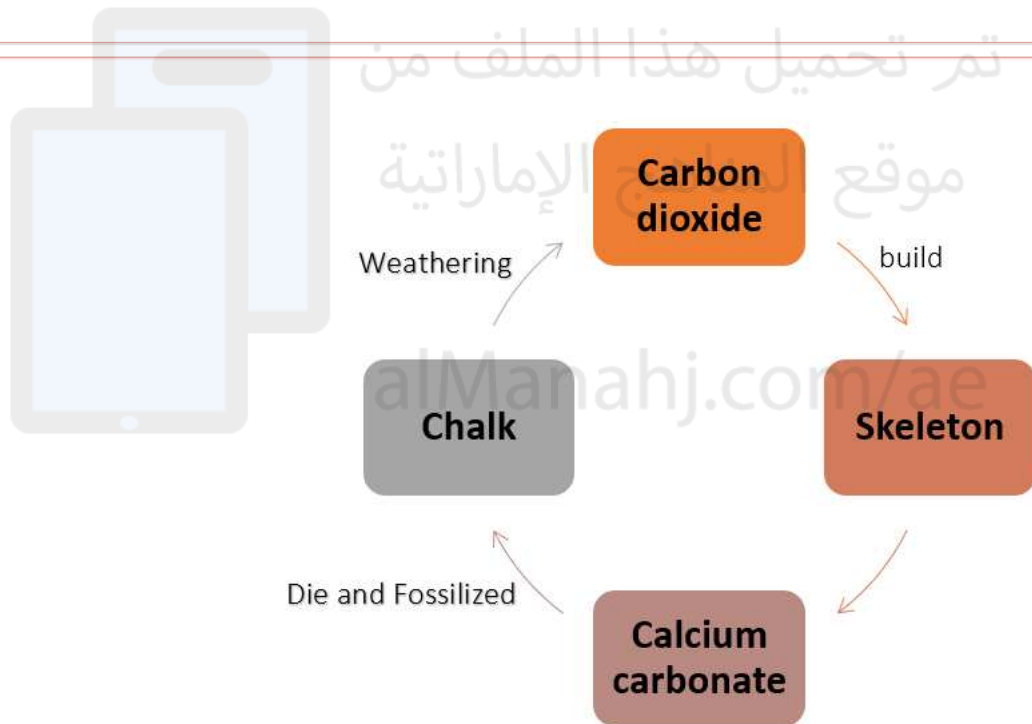 تم تحميل هذا الملف من
موقع المناهج الإماراتية
alManahj.com/ae
Carbon
dioxide
Weathering
build
Chalk
Skeleton
Die and Fossilized
Calcium
carbonate